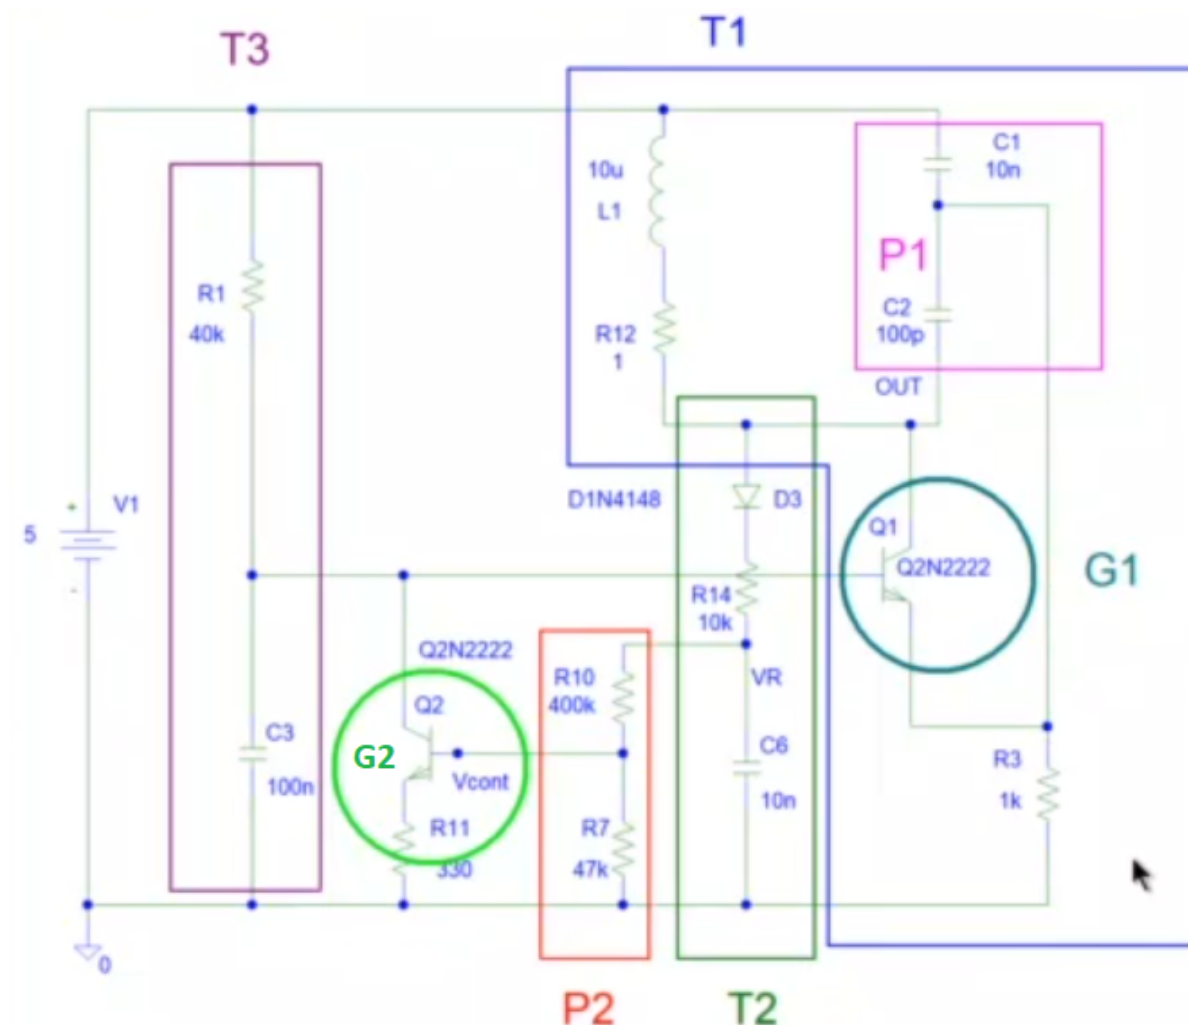 T1
T3
C1
10n
10u
L1
P1
R1
40k
C2
100p
R12
1
OUT
+
V1
5
-
D1N4148
D3
Q1
Q2N2222
G1
R14
10k
Q2N2222
R10
400k
VR
Q2
G2
C3
100n
Vcont
C6
10n
R3
1k
R11
330
R7
47k
0
P2
T2